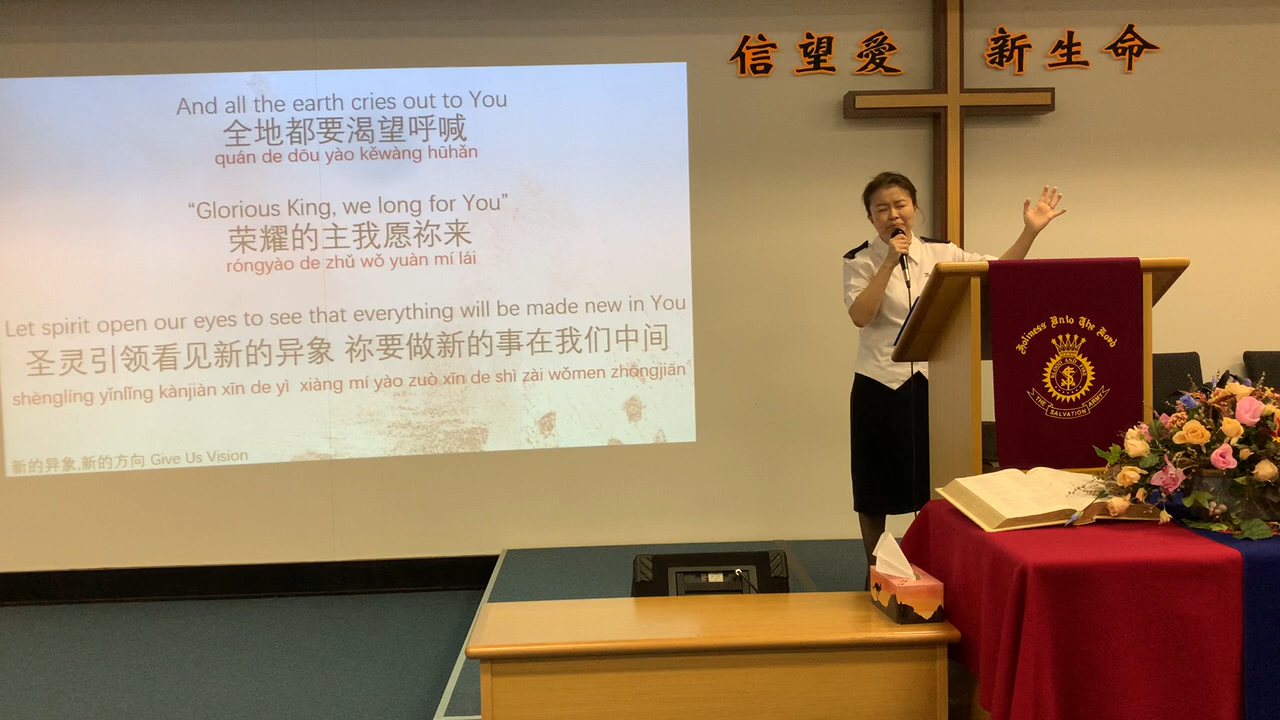 信望愛 新生命
And all the earth cries out to You
全地都要渴望呼喊
quán de dōu yào kěwàng hūhǎn
“Glorious King, we long for You”
荣耀的主我愿祢来
róngyào de zhǔ wǒ yuàn mí lái
Let spirit open our eyes to see that everything will be made new in You
圣灵引领看见新的异象 祢要做新的事在我们中间
shènglíng yǐnlǐng kànjiàn xīn de yì xiàng mí yào zuò xīn de shì zài wǒmen zhōngjiān
新的异象,新的方向 Give Us Vision
Holiness Unto The Lord
BLOOD AND FIRE
THE SALVATION ARMY